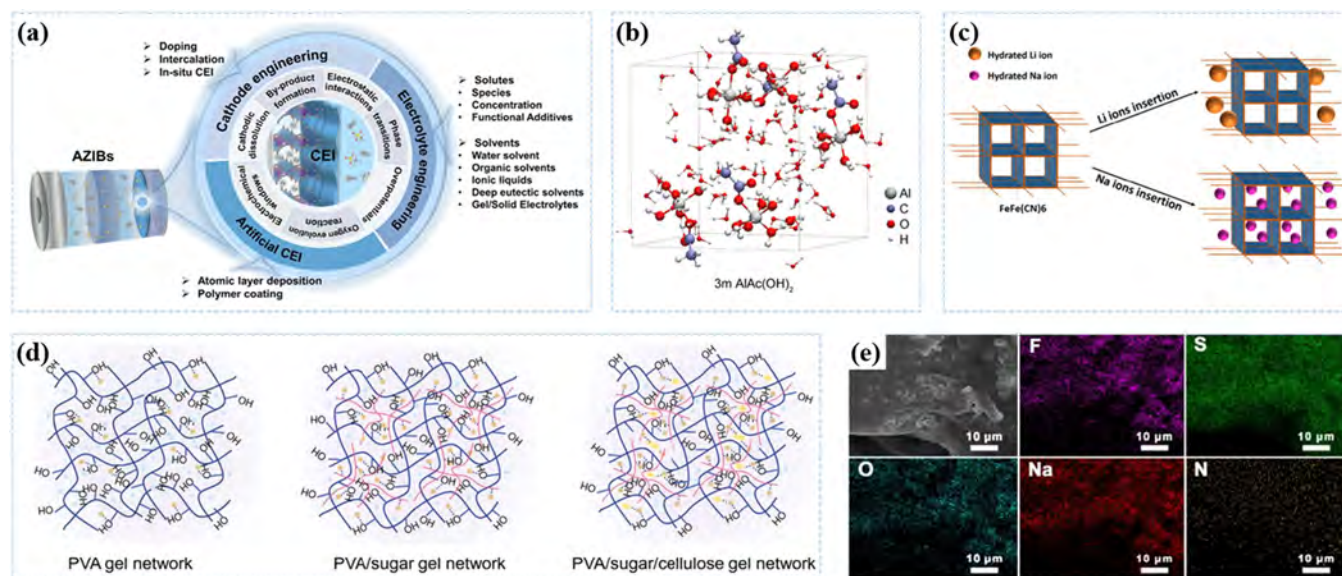 (a)
➢ Doping
➢ Intercalation
➢ In-situ CEI
AZIBs
Cathode engineering
Electrolyte engineering
Artificial CEI
By-product formation
Electrostatic interactions
Phase transitions
Overpotentials
Oxygen evolution reaction
Electrochemical windows
Cathodic dissolution
CEI
➢ Solutes
• Species
• Concentration
• Functional Additives
➢ Solvents
• Water solvent
• Organic solvents
• Ionic liquids
• Deep eutectic solvents
• Gel/Solid Electrolytes
➢ Atomic layer deposition
➢ Polymer coating
(b)
Al
C
O
H
3m AlAc(OH)₂
(c)
Hydrated Li ion
Hydrated Na ion
Li ions insertion
Na ions insertion
FeFe(CN)6
(d)
PVA gel network
PVA/sugar gel network
PVA/sugar/cellulose gel network
(e)
10 μm
F
10 μm
S
10 μm
O
10 μm
Na
10 μm
N
10 μm